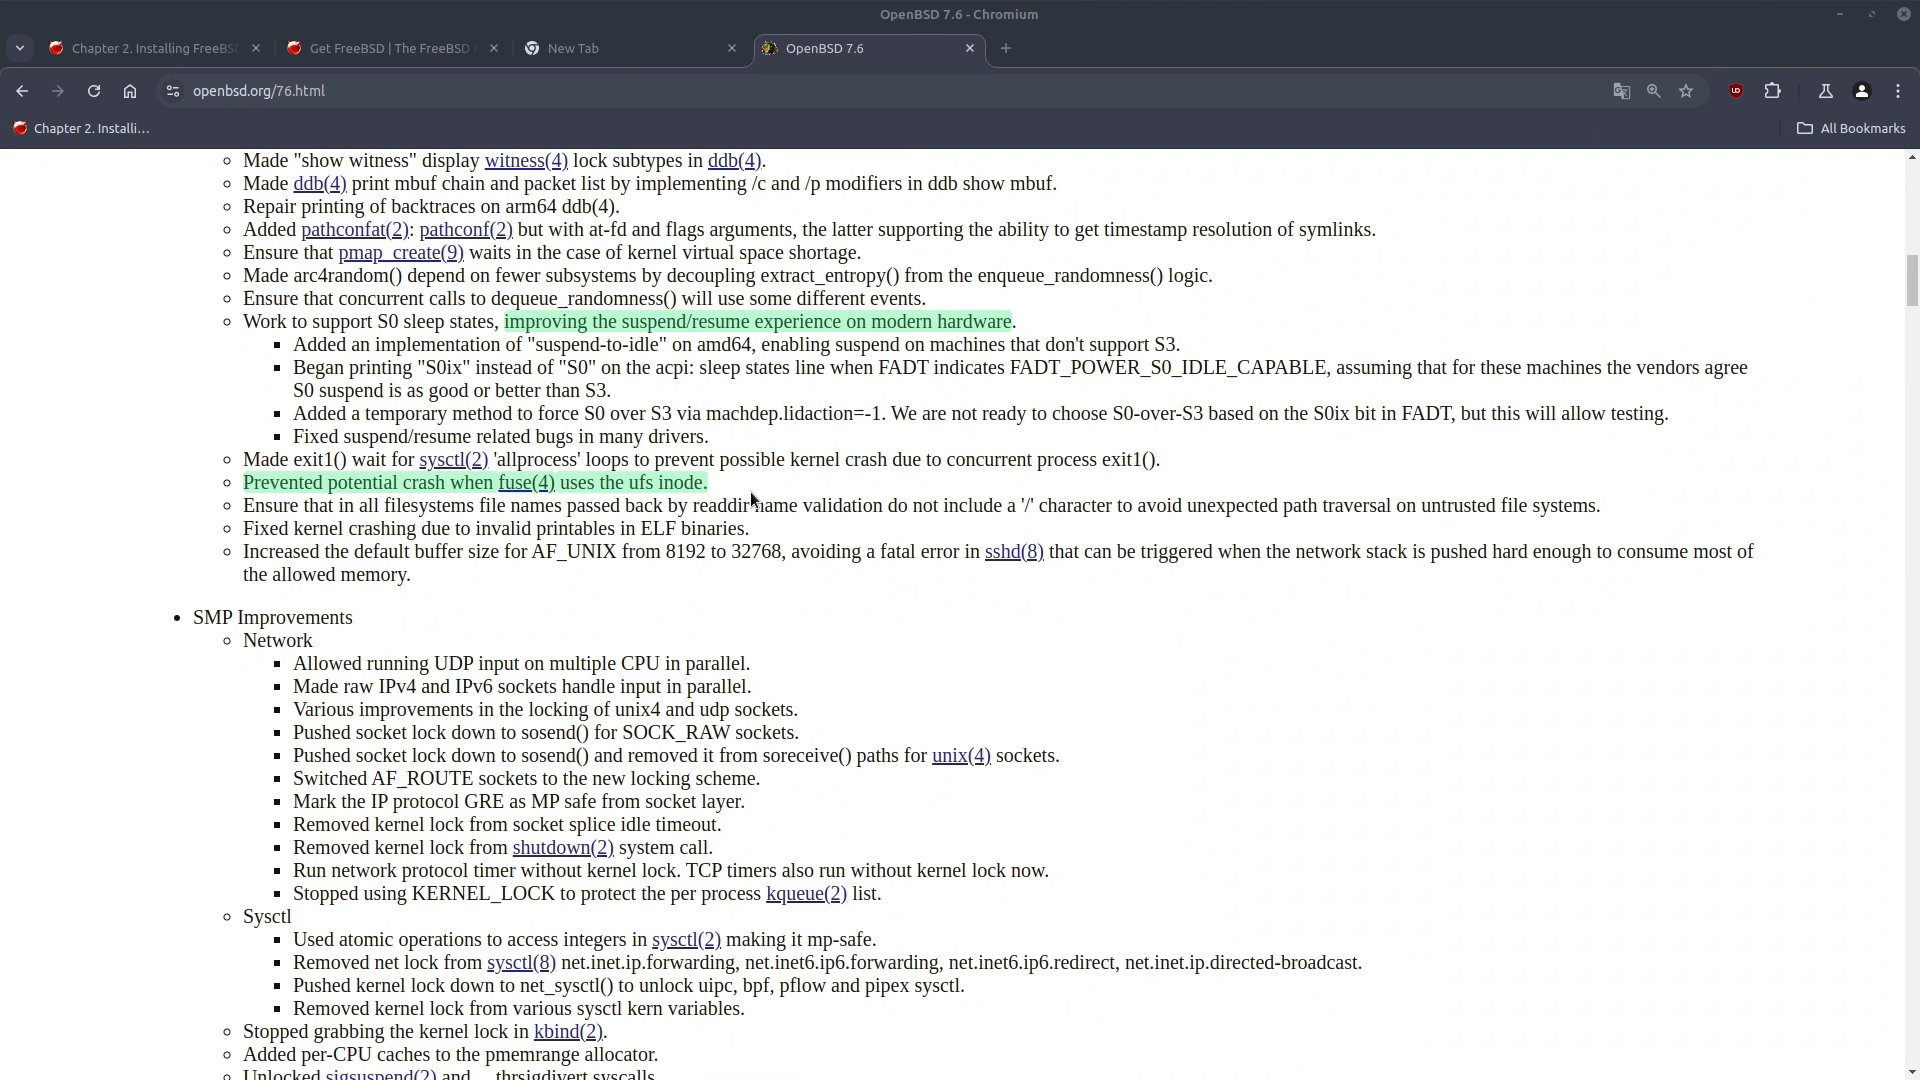 OpenBSD 7.6 - Chromium
Chapter 2. Installing FreeBS
Get FreeBSD | The FreeBSD
New Tab
OpenBSD 7.6
openbsd.org/76.html
Chapter 2. Installi…
All Bookmarks
Made "show witness" display witness(4) lock subtypes in ddb(4).
Made ddb(4) print mbuf chain and packet list by implementing /c and /p modifiers in ddb show mbuf.
Repair printing of backtraces on arm64 ddb(4).
Added pathconfat(2): pathconf(2) but with at-fd and flags arguments, the latter supporting the ability to get timestamp resolution of symlinks.
Ensure that pmap_create(9) waits in the case of kernel virtual space shortage.
Made arc4random() depend on fewer subsystems by decoupling extract_entropy() from the enqueue_randomness() logic.
Ensure that concurrent calls to dequeue_randomness() will use some different events.
Work to support S0 sleep states, improving the suspend/resume experience on modern hardware.
Added an implementation of "suspend-to-idle" on amd64, enabling suspend on machines that don't support S3.
Began printing "S0ix" instead of "S0" on the acpi: sleep states line when FADT indicates FADT_POWER_S0_IDLE_CAPABLE, assuming that for these machines the vendors agree
S0 suspend is as good or better than S3.
Added a temporary method to force S0 over S3 via machdep.lidaction=-1. We are not ready to choose S0-over-S3 based on the S0ix bit in FADT, but this will allow testing.
Fixed suspend/resume related bugs in many drivers.
Made exit1() wait for sysctl(2) 'allprocess' loops to prevent possible kernel crash due to concurrent process exit1().
Prevented potential crash when fuse(4) uses the ufs inode.
Ensure that in all filesystems file names passed back by readdir name validation do not include a '/' character to avoid unexpected path traversal on untrusted file systems.
Fixed kernel crashing due to invalid printables in ELF binaries.
Increased the default buffer size for AF_UNIX from 8192 to 32768, avoiding a fatal error in sshd(8) that can be triggered when the network stack is pushed hard enough to consume most of
the allowed memory.
SMP Improvements
Network
Allowed running UDP input on multiple CPU in parallel.
Made raw IPv4 and IPv6 sockets handle input in parallel.
Various improvements in the locking of unix4 and udp sockets.
Pushed socket lock down to sosend() for SOCK_RAW sockets.
Pushed socket lock down to sosend() and removed it from soreceive() paths for unix(4) sockets.
Switched AF_ROUTE sockets to the new locking scheme.
Mark the IP protocol GRE as MP safe from socket layer.
Removed kernel lock from socket splice idle timeout.
Removed kernel lock from shutdown(2) system call.
Run network protocol timer without kernel lock. TCP timers also run without kernel lock now.
Stopped using KERNEL_LOCK to protect the per process kqueue(2) list.
Sysctl
Used atomic operations to access integers in sysctl(2) making it mp-safe.
Removed net lock from sysctl(8) net.inet.ip.forwarding, net.inet6.ip6.forwarding, net.inet6.ip6.redirect, net.inet.ip.directed-broadcast.
Pushed kernel lock down to net_sysctl() to unlock uipc, bpf, pflow and pipex sysctl.
Removed kernel lock from various sysctl kern variables.
Stopped grabbing the kernel lock in kbind(2).
Added per-CPU caches to the pmemrange allocator.
Unlocked sigsuspend(2) and __thrsigdivert syscalls